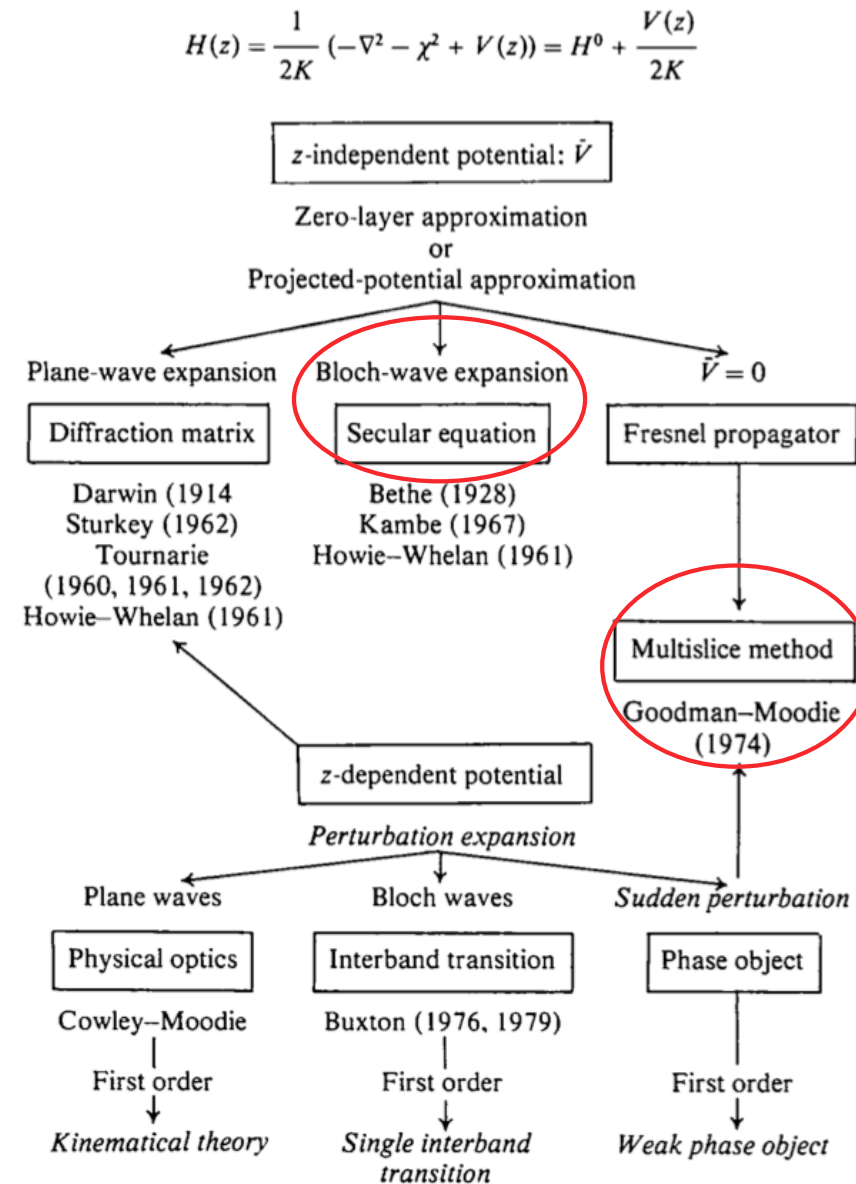 H(z) = 1/2K (−∇² − χ² + V(z)) = H⁰ + V(z)/2K
z-independent potential: V̄
Zero-layer approximation
or
Projected-potential approximation
Plane-wave expansion
Diffraction matrix
Darwin (1914
Sturkey (1962)
Tournarie
(1960, 1961, 1962)
Howie–Whelan (1961)
Bloch-wave expansion
Secular equation
Bethe (1928)
Kambe (1967)
Howie–Whelan (1961)
V̄ = 0
Fresnel propagator
Multislice method
Goodman–Moodie
(1974)
z-dependent potential
Perturbation expansion
Plane waves
Physical optics
Cowley–Moodie
First order
Kinematical theory
Bloch waves
Interband transition
Buxton (1976, 1979)
First order
Single interband
transition
Sudden perturbation
Phase object
First order
Weak phase object